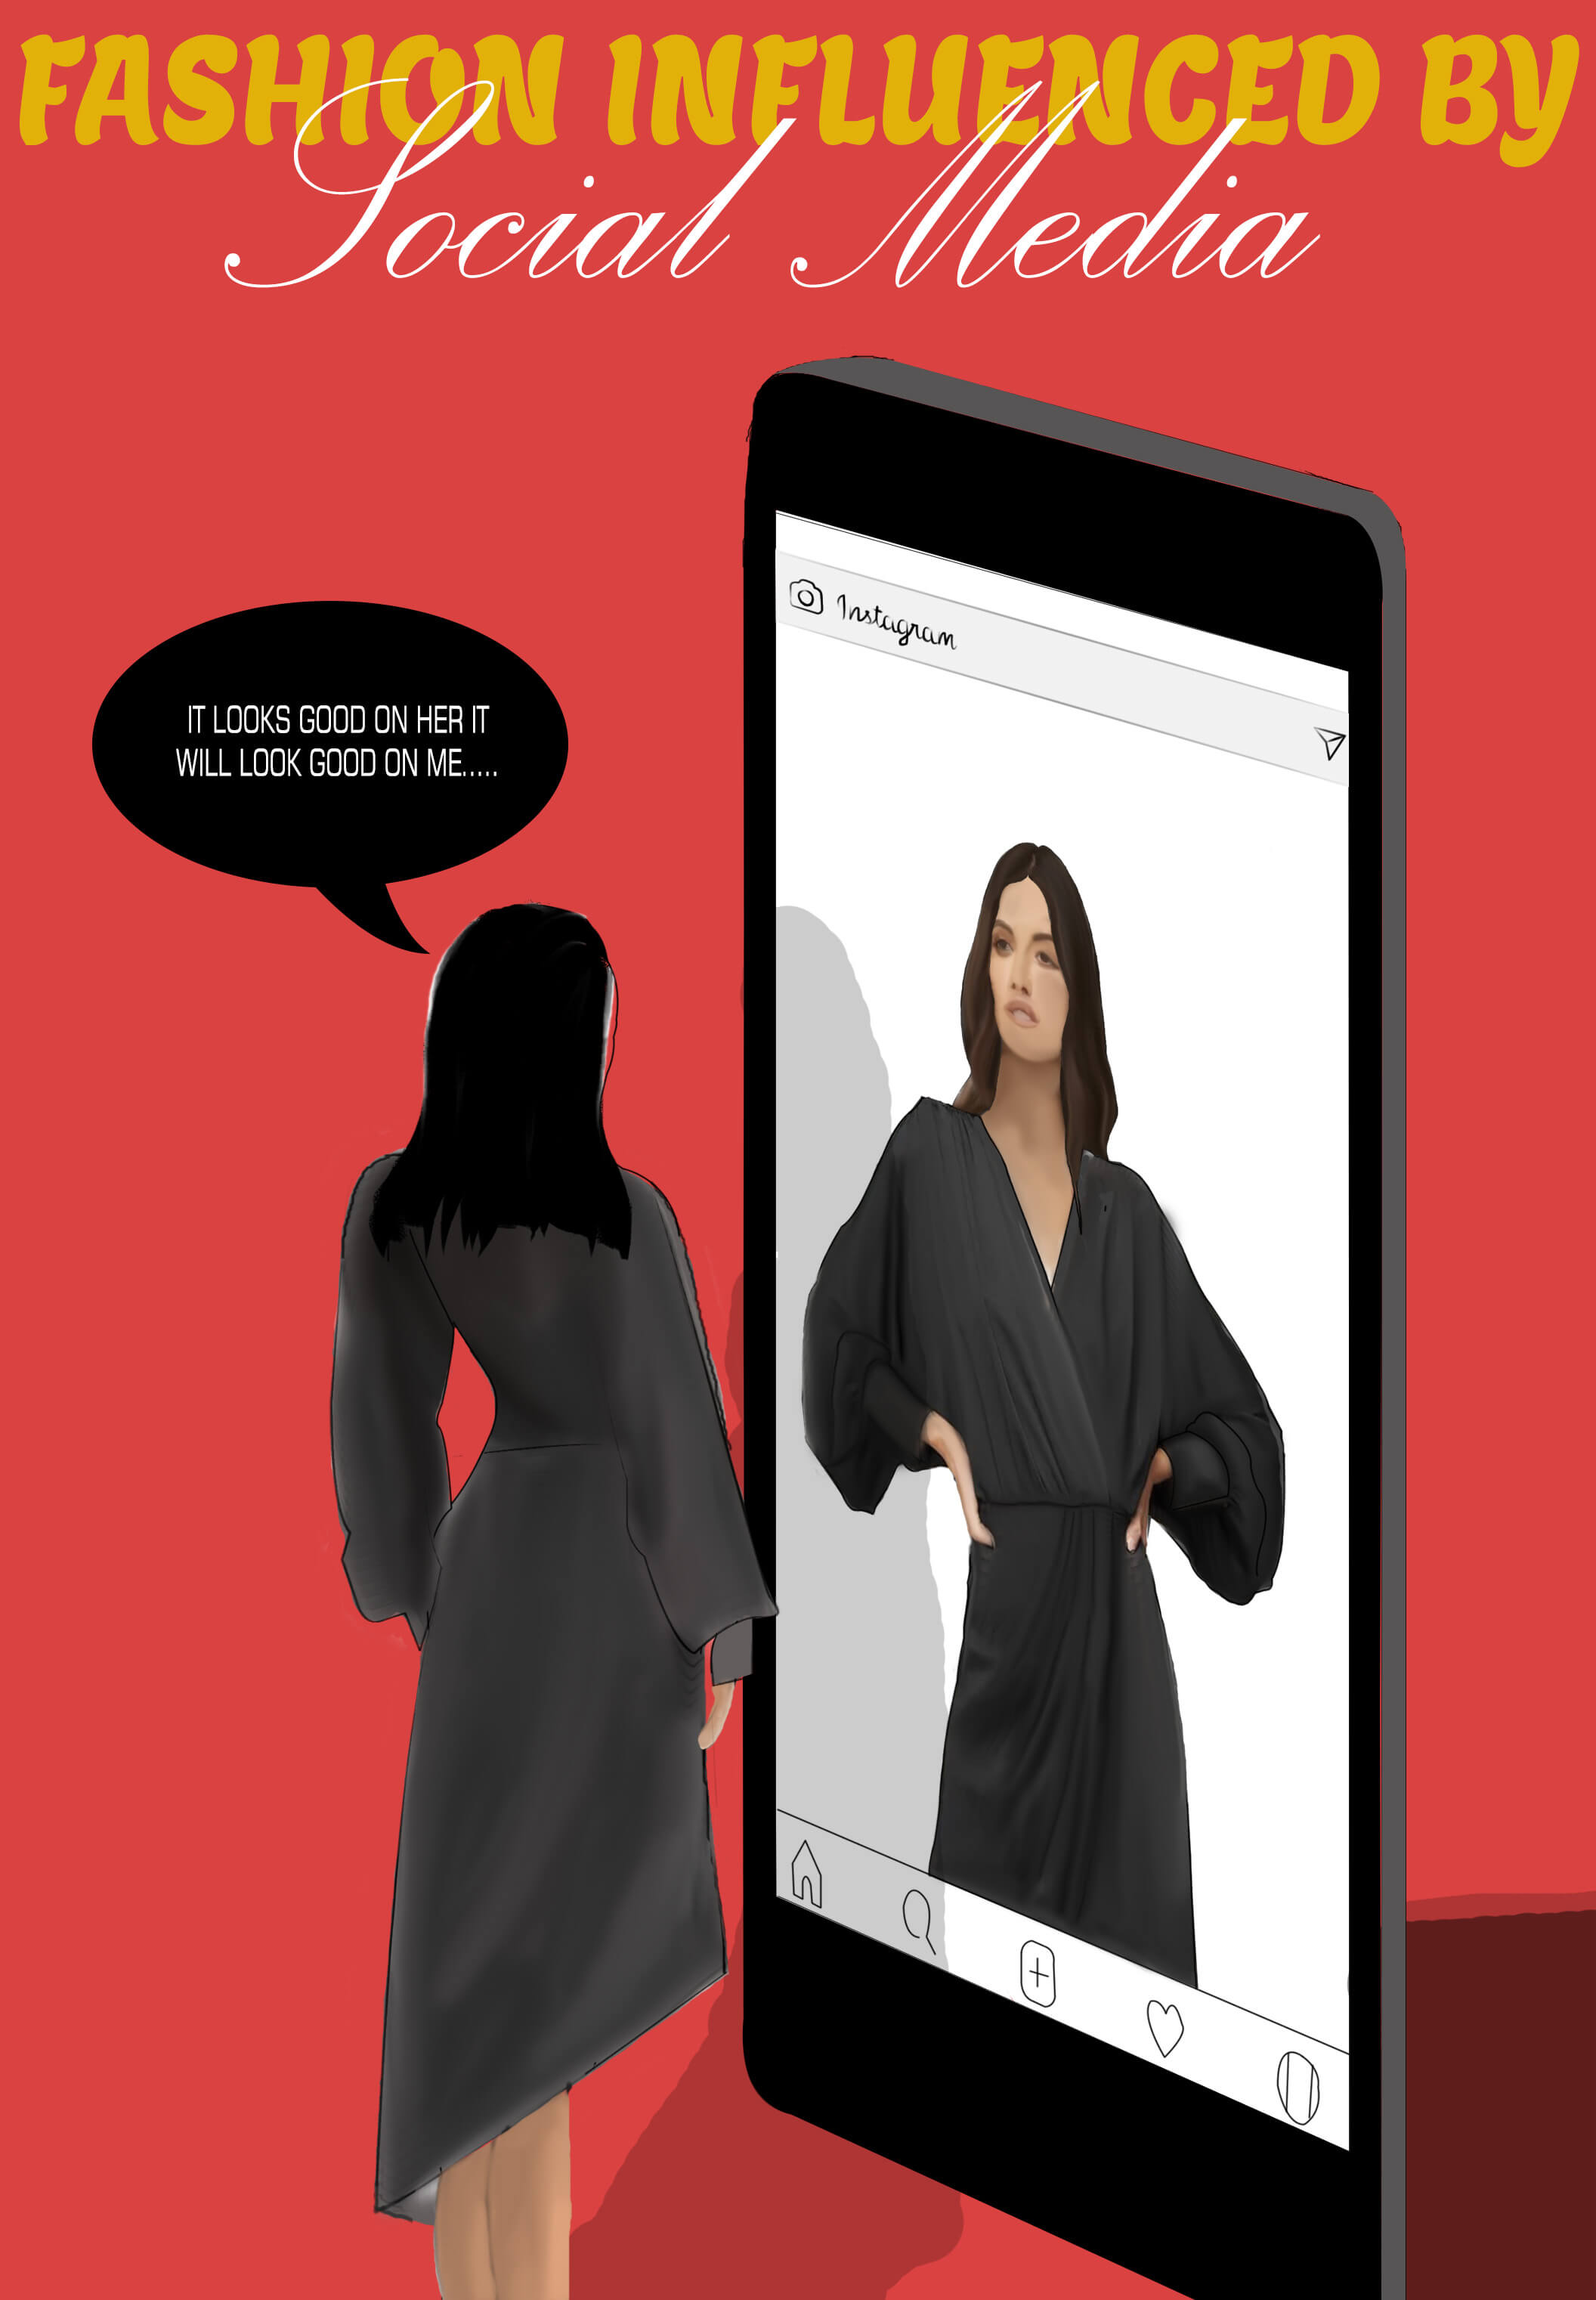 FASHION INFLUENCED BY
Social Media
Instagram
IT LOOKS GOOD ON HER IT
WILL LOOK GOOD ON ME.....